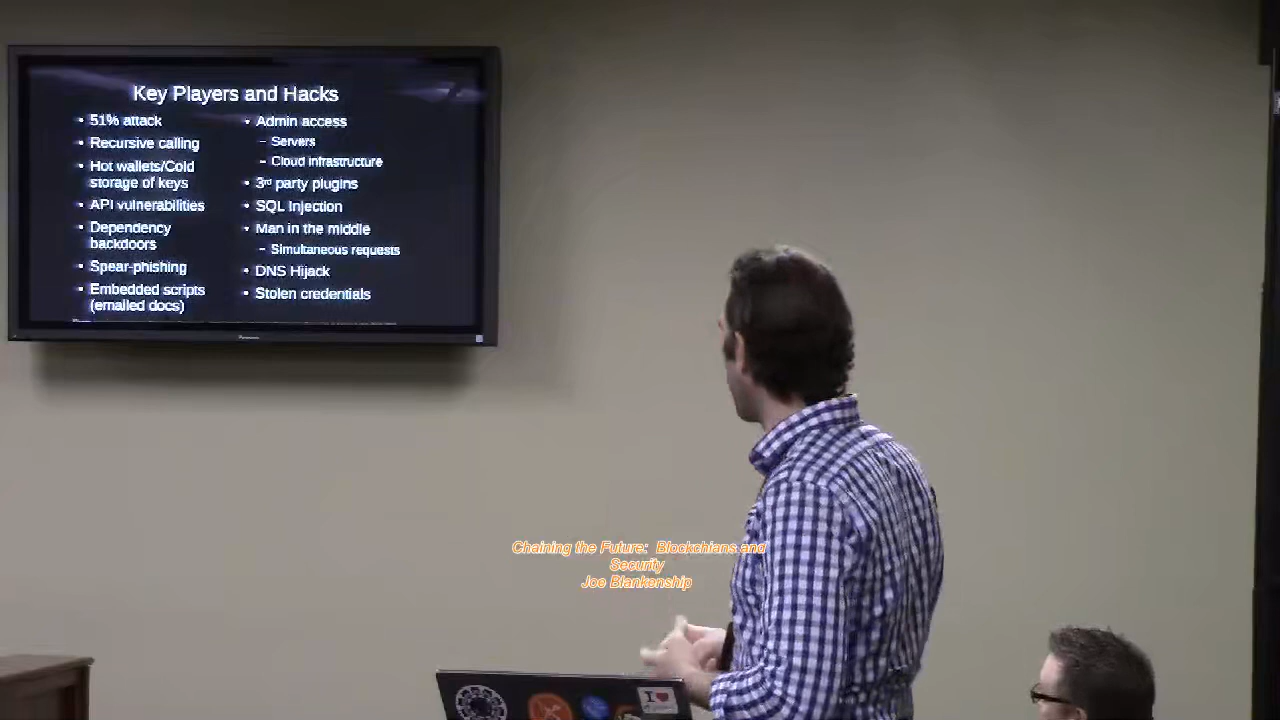 Key Players and Hacks
• 51% attack
• Recursive calling
• Hot wallets/Cold
storage of keys
• API vulnerabilities
• Dependency
backdoors
• Spear-phishing
• Embedded scripts
(emailed docs)
• Admin access
– Servers
– Cloud infrastructure
• 3rd party plugins
• SQL Injection
• Man in the middle
– Simultaneous requests
• DNS Hijack
• Stolen credentials
Panasonic
Chaining the Future: Blockchians and
Security
Joe Blankenship
I